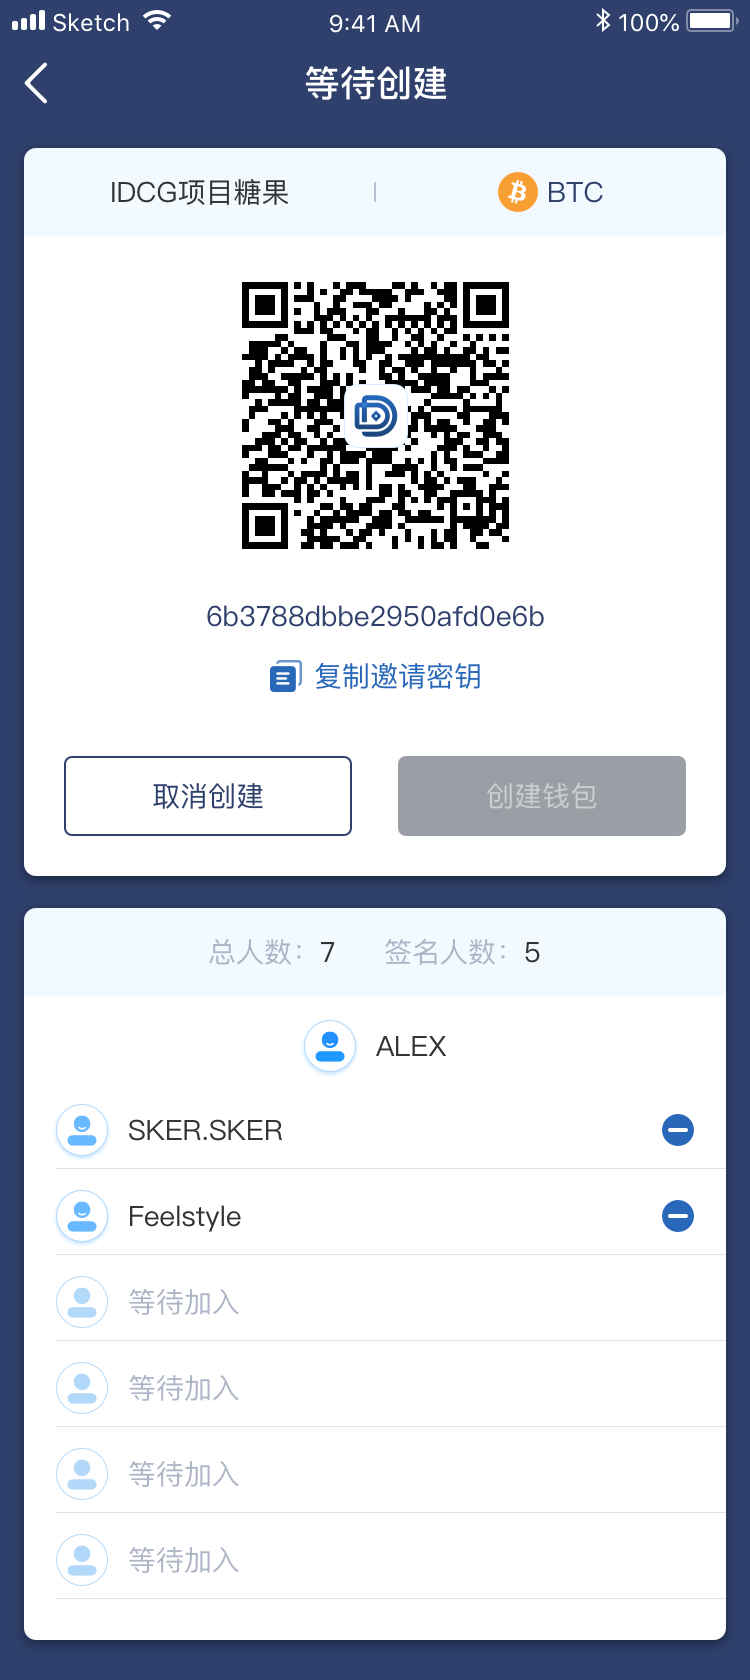 Sketch 9:41 AM 100%
等待创建
IDCG项目糖果 BTC
6b3788dbbe2950afd0e6b
复制邀请密钥
取消创建 创建钱包
总人数：7 签名人数：5
ALEX
SKER.SKER
Feelstyle
等待加入
等待加入
等待加入
等待加入